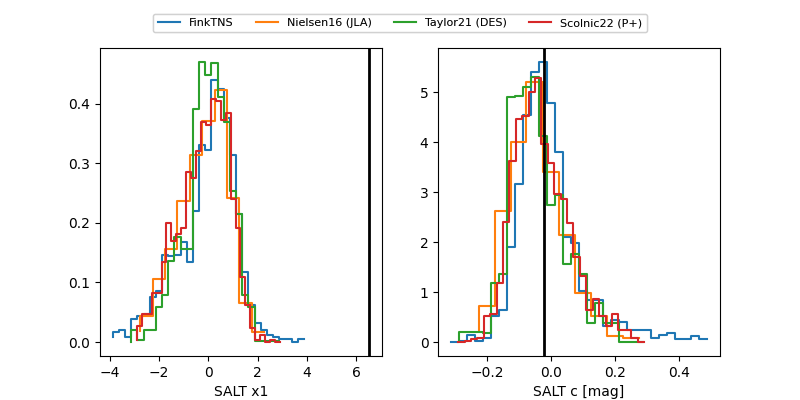 FinkTNS Nielsen16 (JLA) Taylor21 (DES) Scolnic22 (P+)
0.4
0.3
0.2
0.1
0.0
−4 −2 0 2 4 6
SALT x1
5
4
3
2
1
0
−0.2 0.0 0.2 0.4
SALT c [mag]